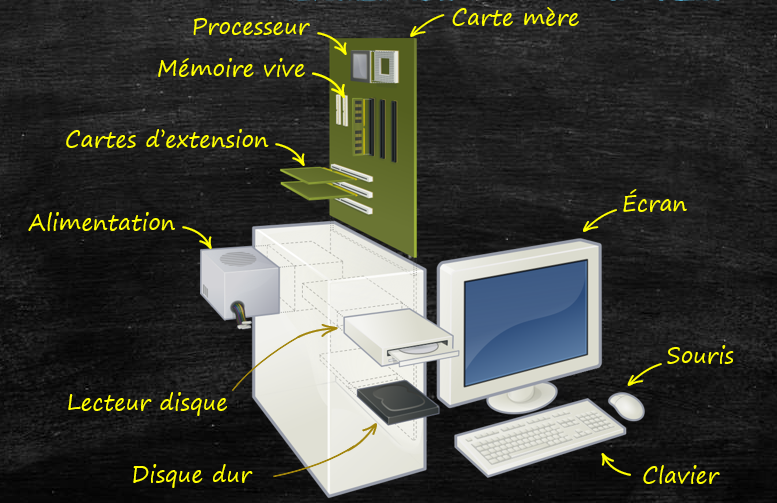 Processeur
Carte mère
Mémoire vive
Cartes d'extension
Alimentation
Écran
Souris
Lecteur disque
Disque dur
Clavier